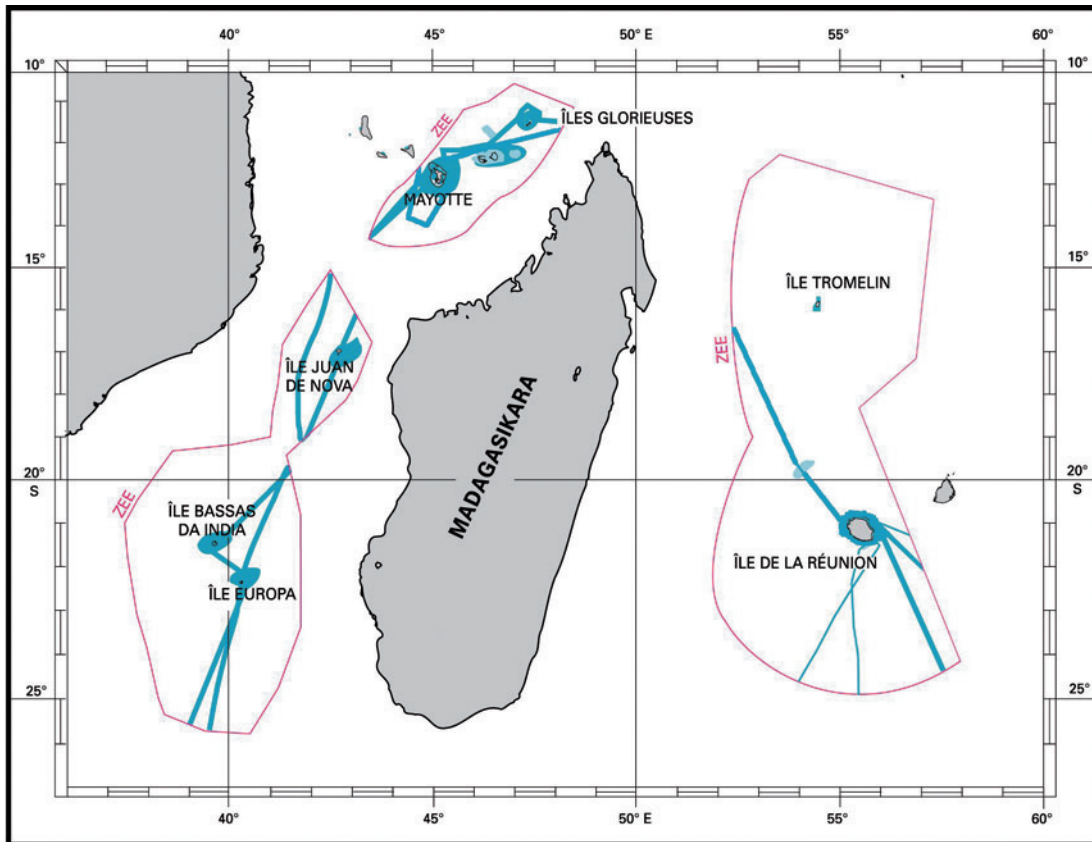 40°
45°
50° E
55°
60°
10°
10°
ZEE
ÎLES GLORIEUSES
MAYOTTE
15°
15°
ÎLE TROMELIN
ZEE
ÎLE JUAN
DE NOVA
MADAGASIKARA
20°
S
20°
S
ZEE
ÎLE BASSAS
DA INDIA
ÎLE EUROPA
ÎLE DE LA RÉUNION
25°
25°
40°
45°
50° E
55°
60°